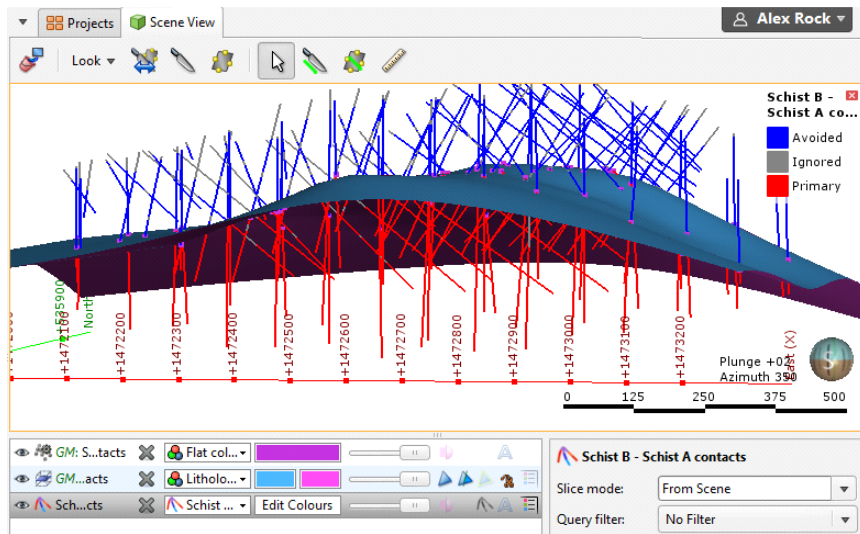 Projects
Scene View
Alex Rock
Look
Schist B -
Schist A co...
Avoided
Ignored
Primary
North
+1472100
+1472200
+1472300
+1472400
+1472500
+1472600
+1472700
+1472800
+1472900
+1473000
+1473100
+1473200
Plunge +02
0
125
250
375
500
GM: S...tacts
Flat col...
GM...acts
Litholo...
Sch...cts
Schist ...
Edit Colours
Schist B - Schist A contacts
Slice mode:
From Scene
Query filter:
No Filter